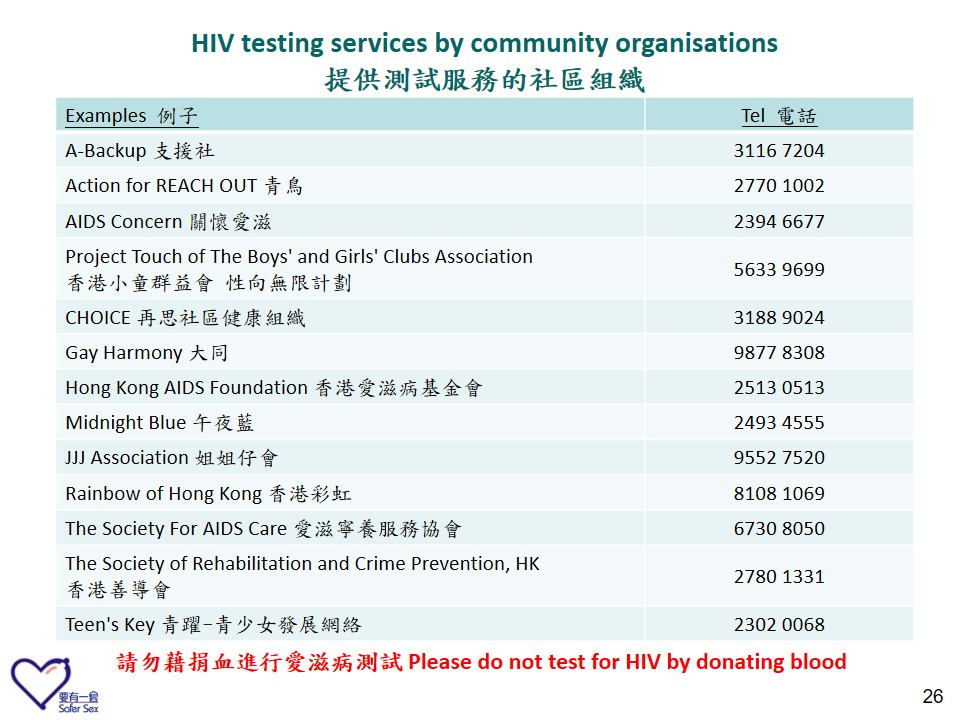 HIV testing services by community organisations
提供測試服務的社區組織
Examples 例子 Tel 電話
A-Backup 支援社 3116 7204
Action for REACH OUT 青鳥 2770 1002
AIDS Concern 關懷愛滋 2394 6677
Project Touch of The Boys' and Girls' Clubs Association
香港小童群益會 性向無限計劃 5633 9699
CHOICE 再思社區健康組織 3188 9024
Gay Harmony 大同 9877 8308
Hong Kong AIDS Foundation 香港愛滋病基金會 2513 0513
Midnight Blue 午夜藍 2493 4555
JJJ Association 姐姐仔會 9552 7520
Rainbow of Hong Kong 香港彩虹 8108 1069
The Society For AIDS Care 愛滋寧養服務協會 6730 8050
The Society of Rehabilitation and Crime Prevention, HK
香港善導會 2780 1331
Teen's Key 青躍-青少女發展網絡 2302 0068
請勿藉捐血進行愛滋病測試 Please do not test for HIV by donating blood
要有一套
Safer Sex
26